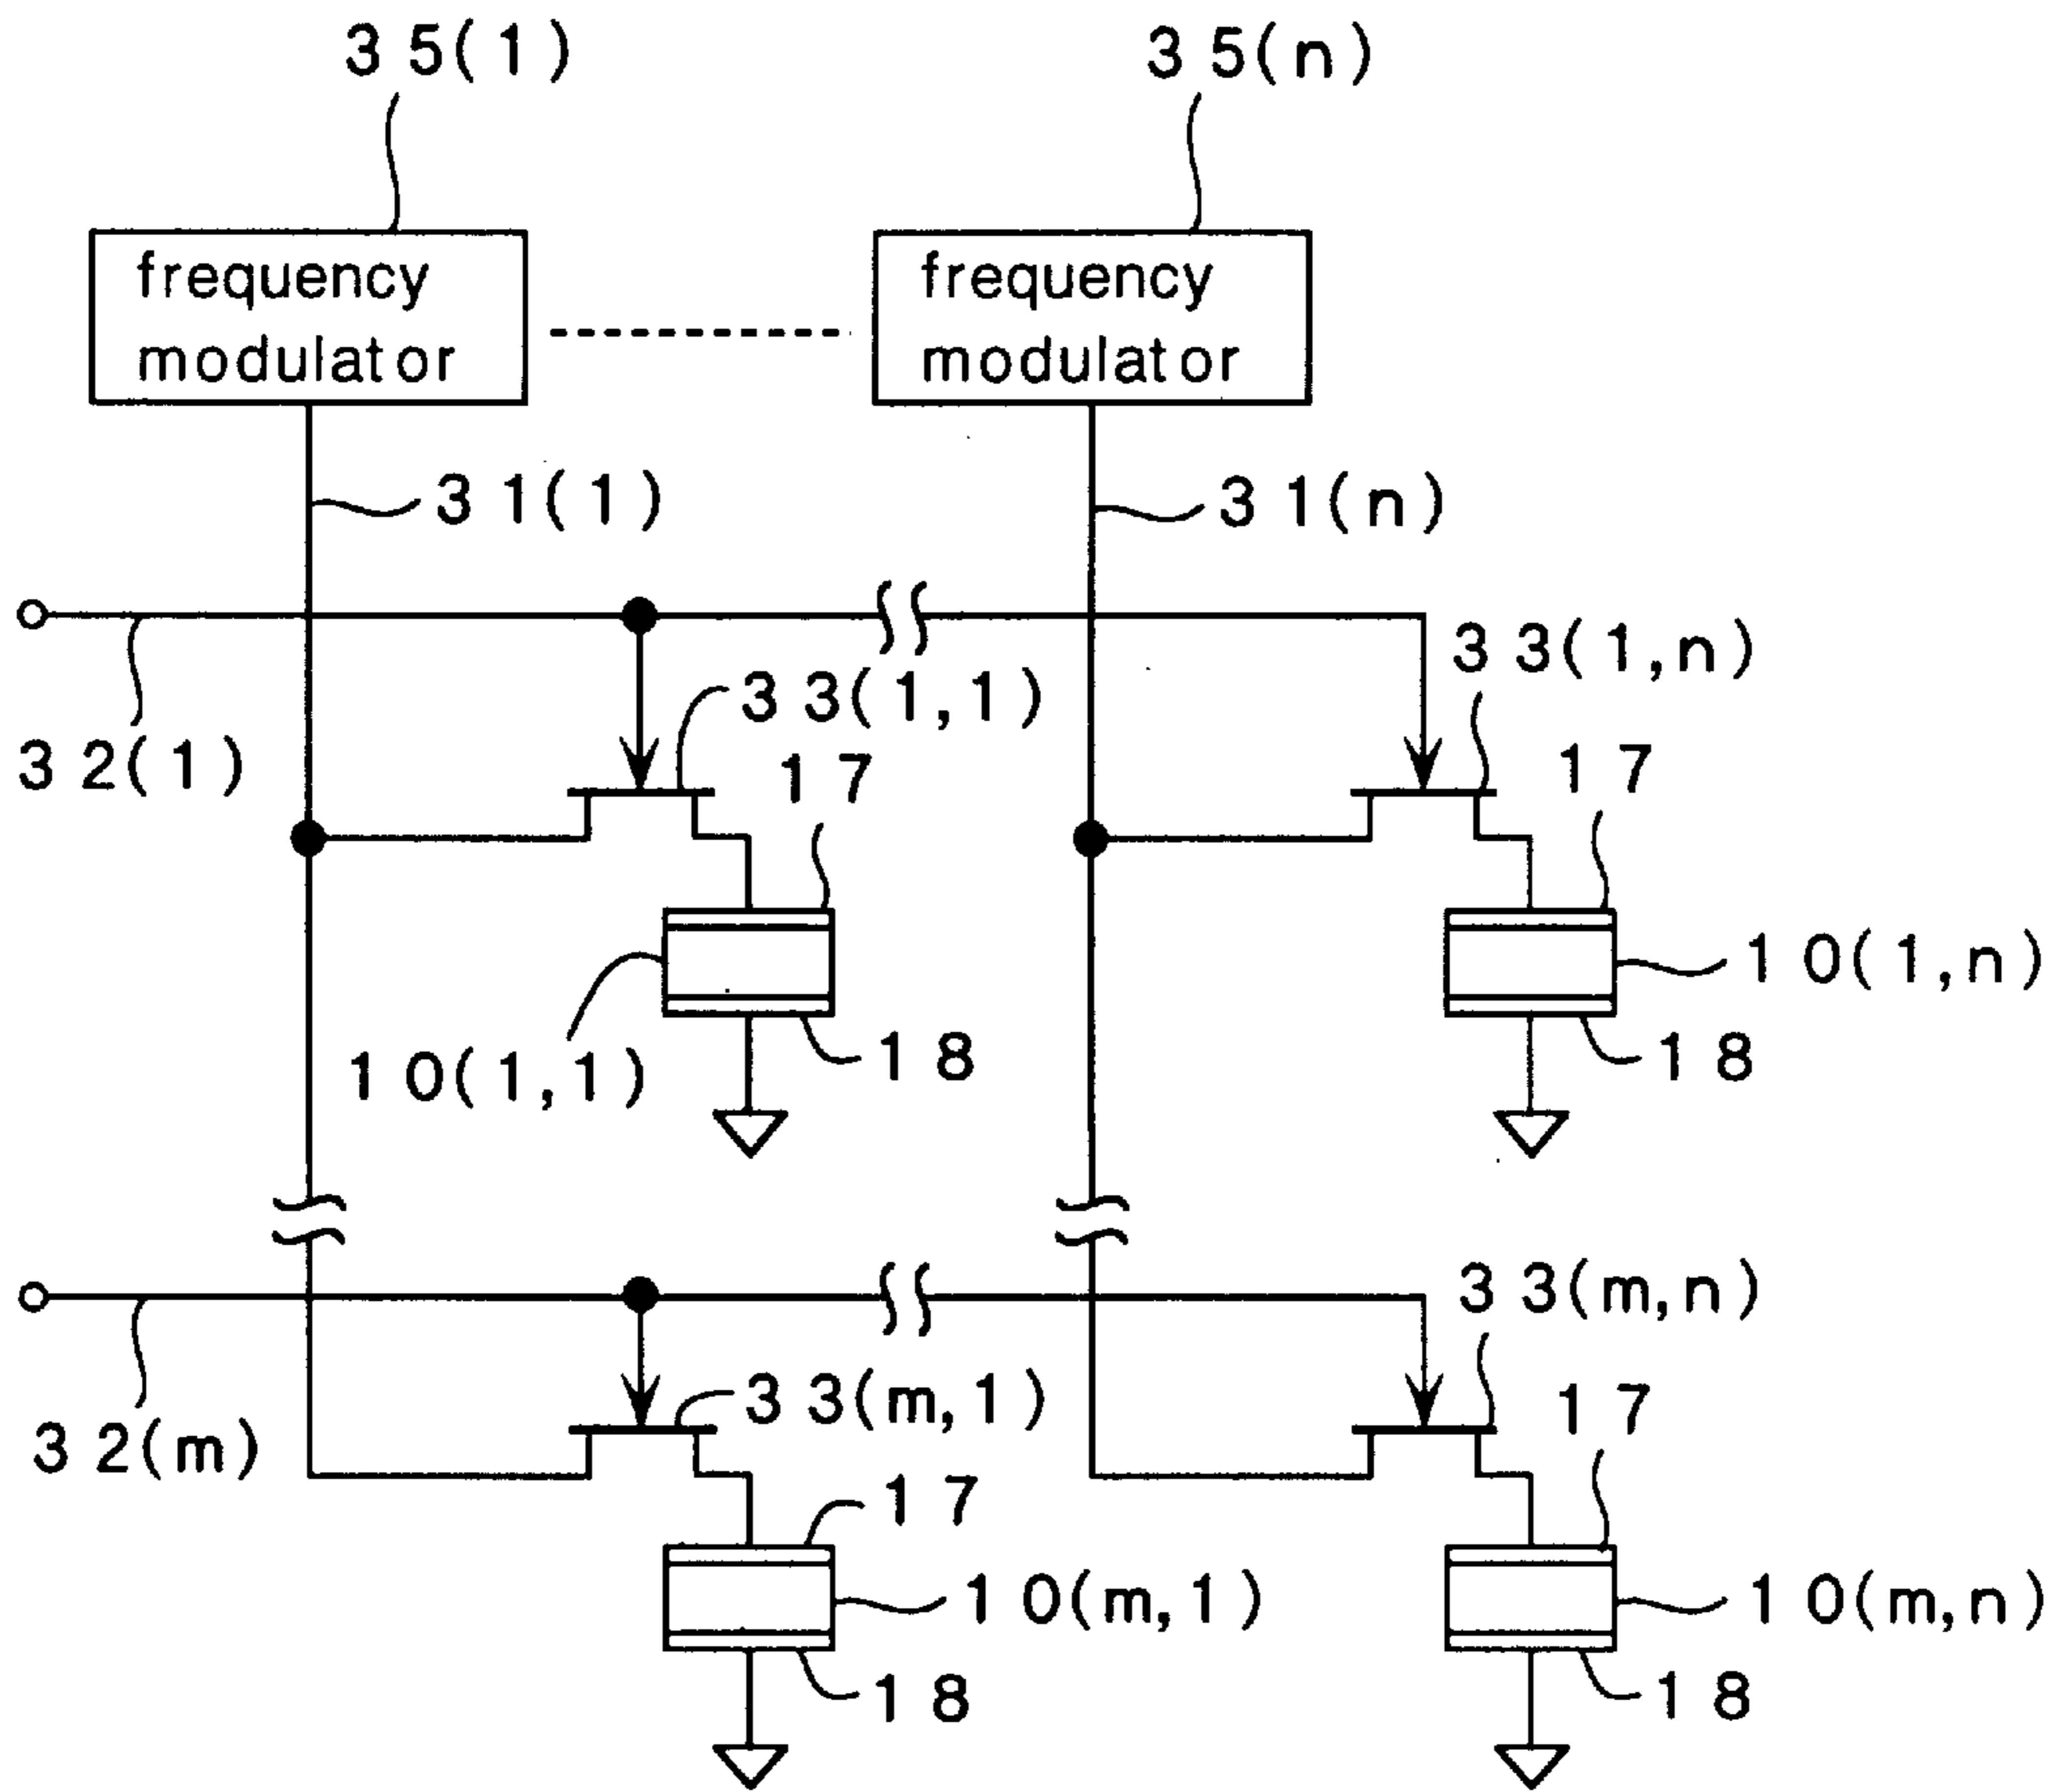 35(1)
35(n)
frequency
modulator
frequency
modulator
31(1)
31(n)
33(1,n)
33(1,1)
32(1)
17
17
10(1,n)
10(1,1)
18
18
33(m,n)
33(m,1)
17
32(m)
17
10(m,1)
10(m,n)
18
18